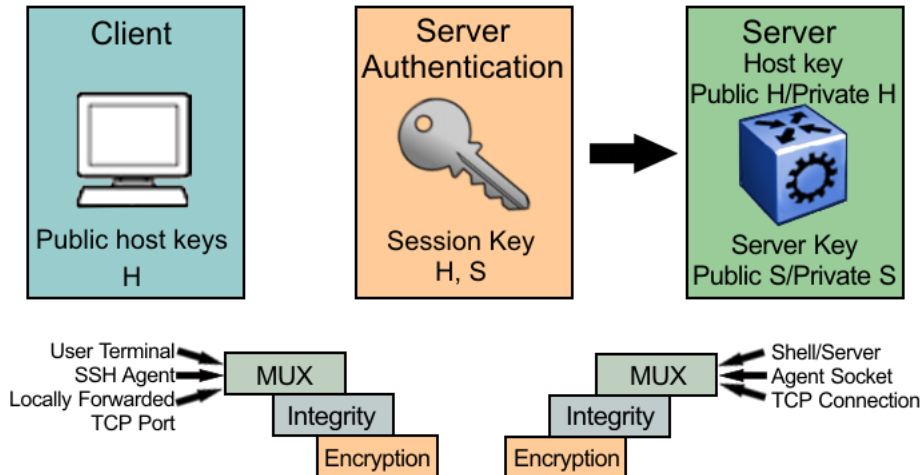 Client
Public host keys
H
Server
Authentication
Session Key
H, S
Server
Host key
Public H/Private H
Server Key
Public S/Private S
User Terminal
SSH Agent
Locally Forwarded
TCP Port
MUX
Integrity
Encryption
MUX
Integrity
Encryption
Shell/Server
Agent Socket
TCP Connection